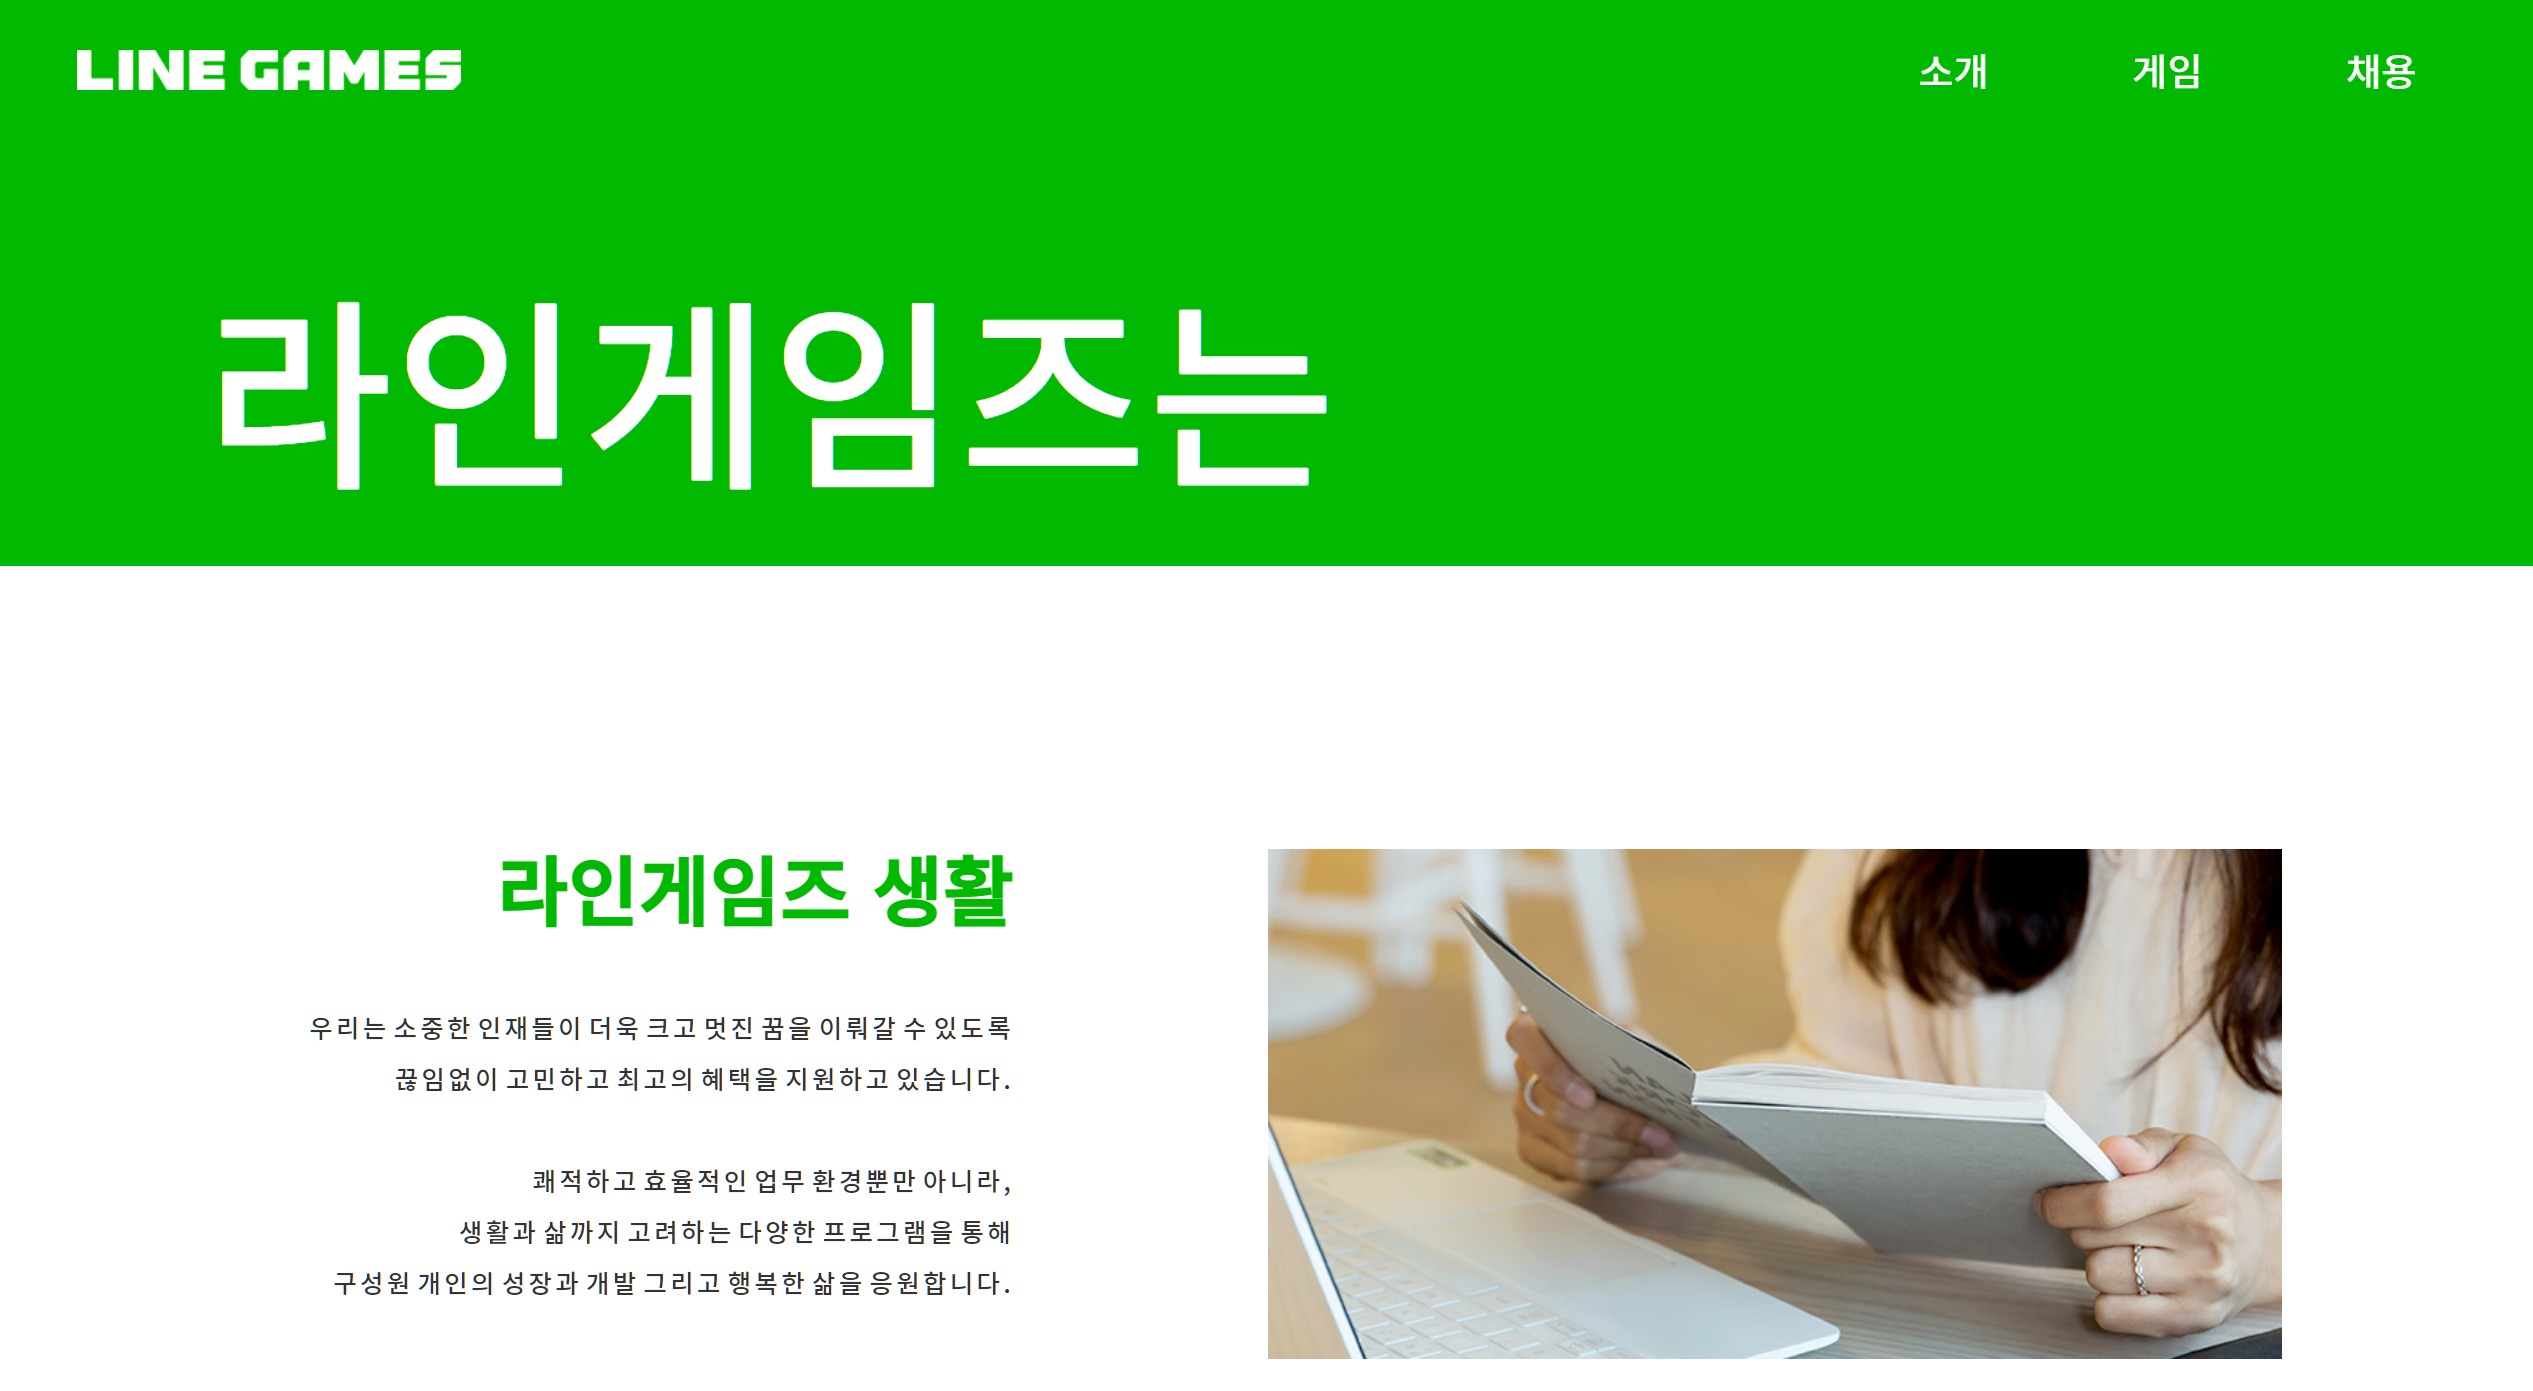 LINE GAMES
소개
게임
채용
라인게임즈는
라인게임즈 생활
우리는 소중한 인재들이 더욱 크고 멋진 꿈을 이뤄갈 수 있도록
끊임없이 고민하고 최고의 혜택을 지원하고 있습니다.
쾌적하고 효율적인 업무 환경뿐만 아니라,
생활과 삶까지 고려하는 다양한 프로그램을 통해
구성원 개인의 성장과 개발 그리고 행복한 삶을 응원합니다.